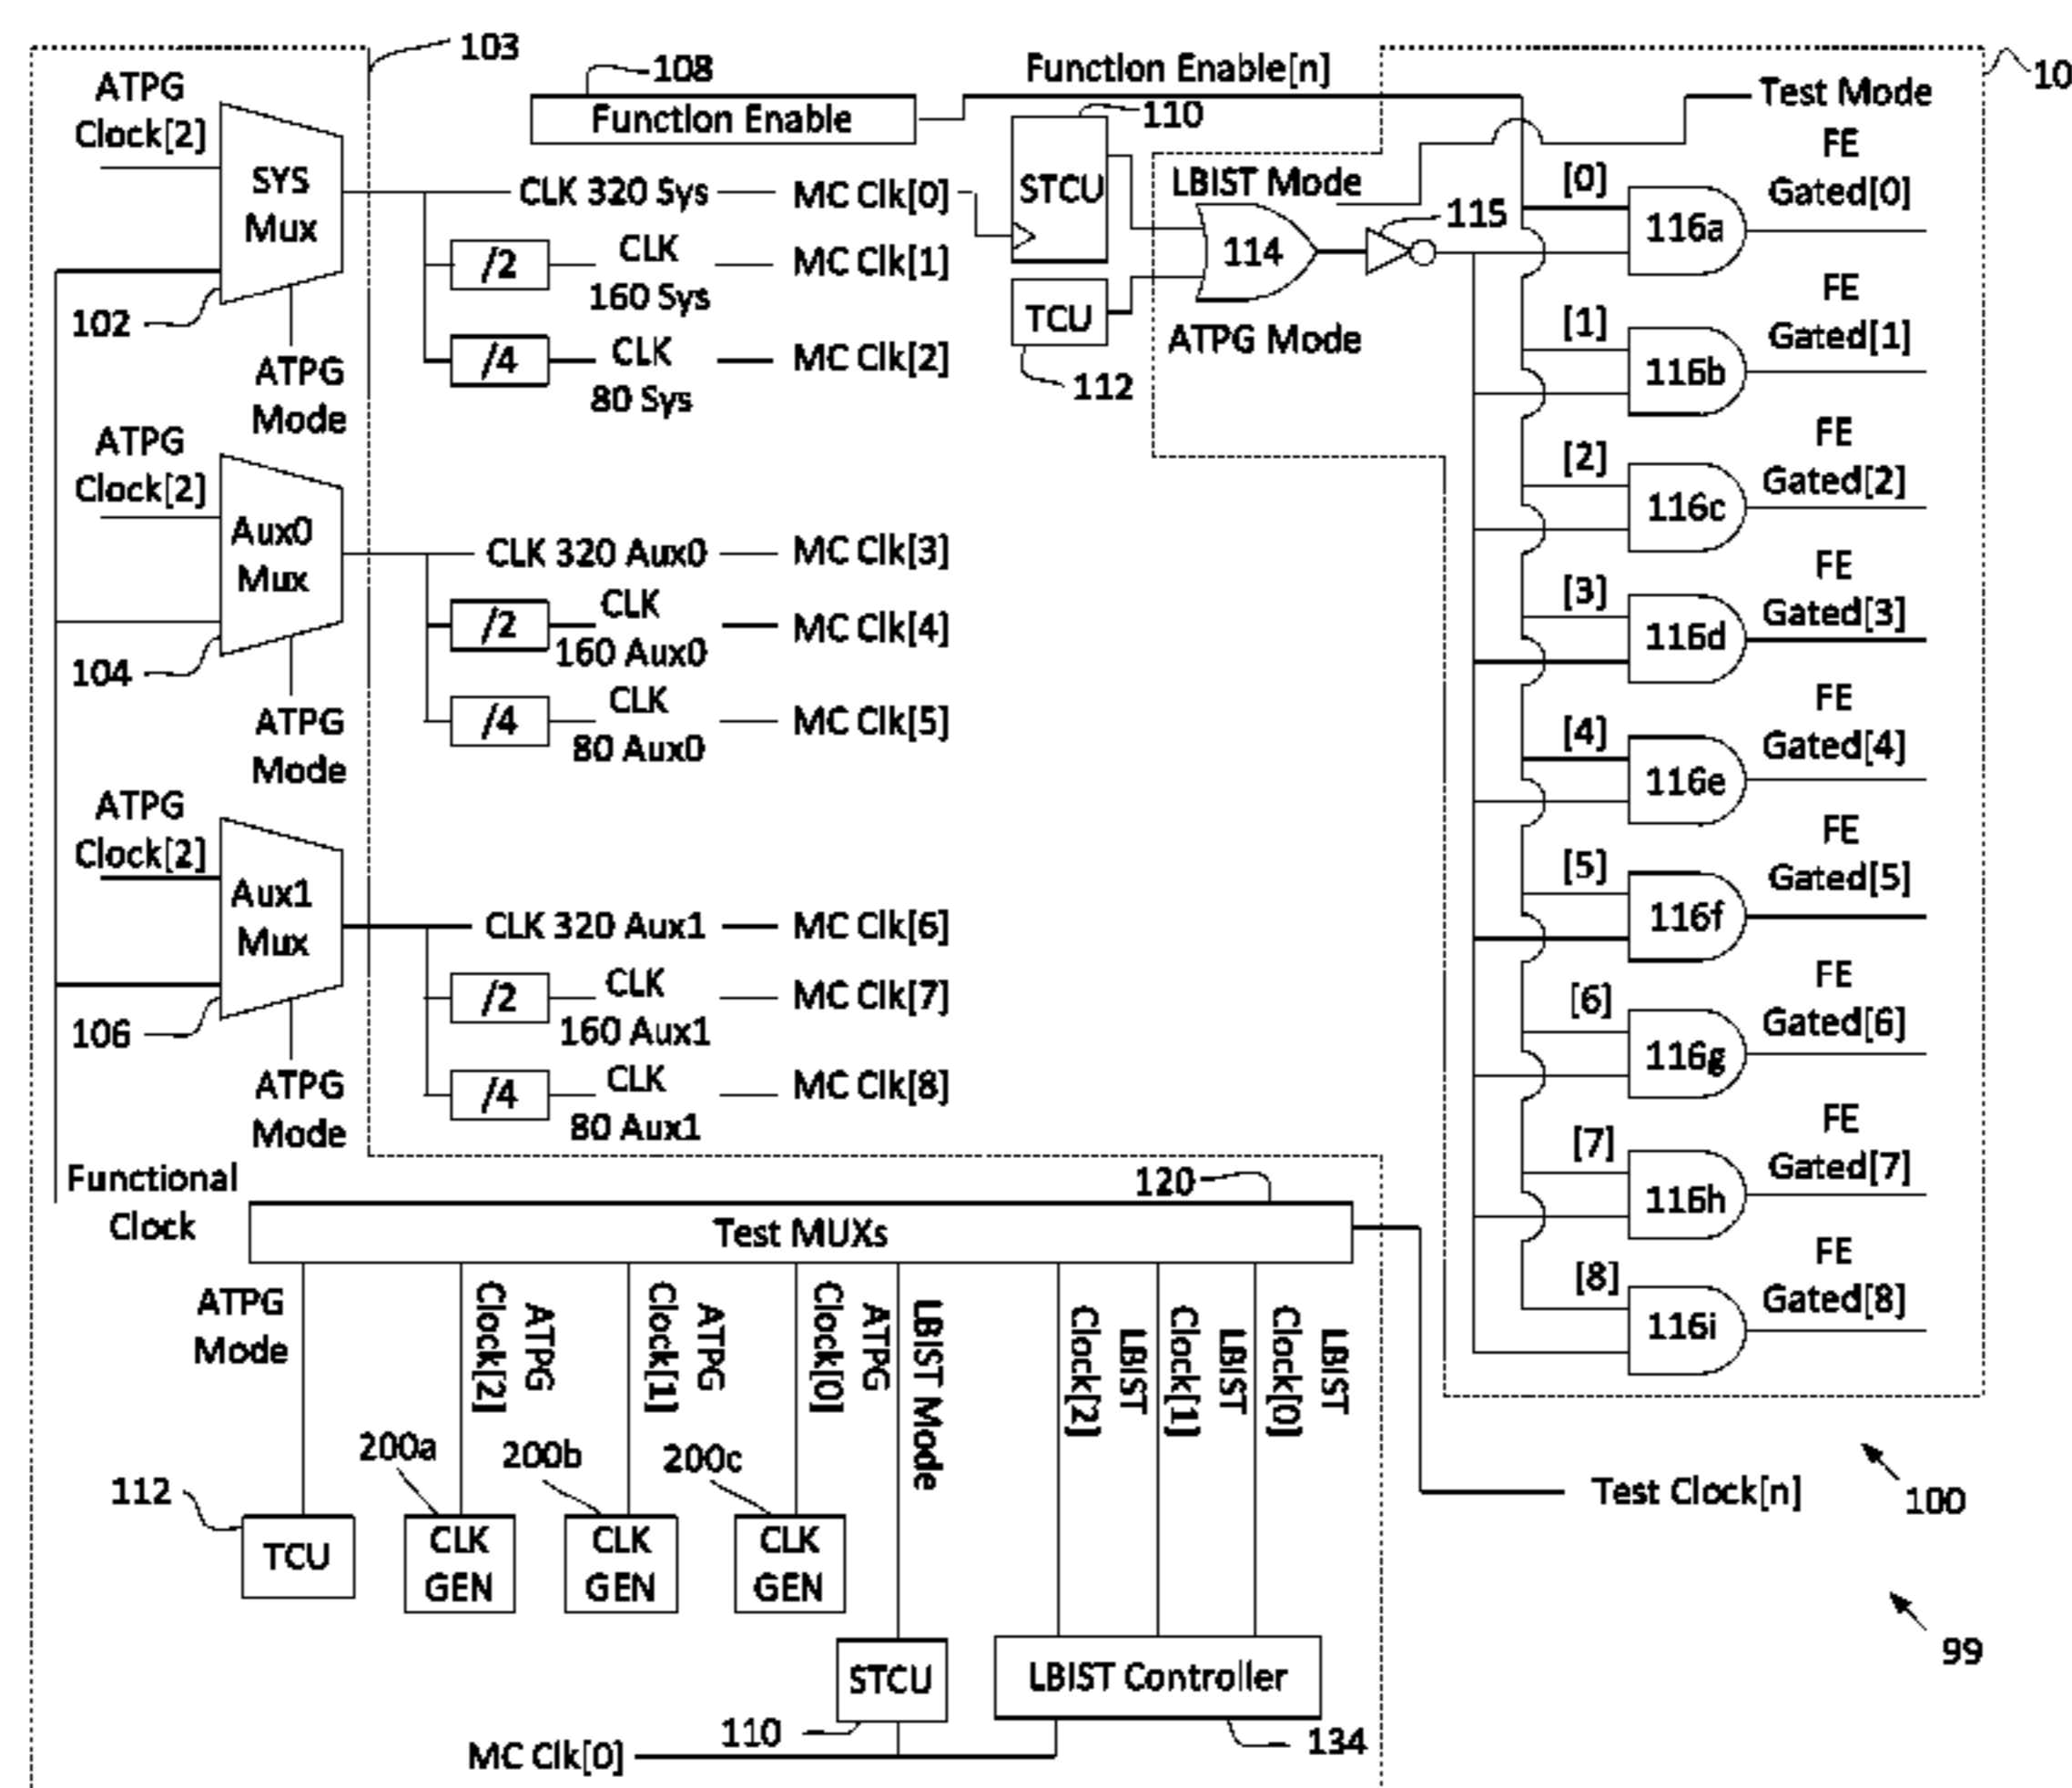 103
10
ATPG
Clock[2]
SYS
Mux
102
ATPG
Mode
108
Function Enable
Function Enable[n]
Test Mode
CLK 320 Sys
MC Clk[0]
/2
CLK
160 Sys
MC Clk[1]
/4
CLK
80 Sys
MC Clk[2]
110
STCU
TCU
112
LBIST Mode
114
115
ATPG Mode
ATPG
Clock[2]
Aux0
Mux
104
ATPG
Mode
CLK 320 Aux0
MC Clk[3]
/2
CLK
160 Aux0
MC Clk[4]
/4
CLK
80 Aux0
MC Clk[5]
ATPG
Clock[2]
Aux1
Mux
106
ATPG
Mode
CLK 320 Aux1
MC Clk[6]
/2
CLK
160 Aux1
MC Clk[7]
/4
CLK
80 Aux1
MC Clk[8]
[0]
116a
FE
Gated[0]
[1]
116b
FE
Gated[1]
[2]
116c
FE
Gated[2]
[3]
116d
FE
Gated[3]
[4]
116e
FE
Gated[4]
[5]
116f
FE
Gated[5]
[6]
116g
FE
Gated[6]
[7]
116h
FE
Gated[7]
[8]
116i
FE
Gated[8]
Functional
Clock
120
Test MUXs
ATPG
Mode
ATPG
Clock[2]
ATPG
Clock[1]
ATPG
Clock[0]
LBIST Mode
LBIST
Clock[2]
LBIST
Clock[1]
LBIST
Clock[0]
112
TCU
200a
CLK
GEN
200b
CLK
GEN
200c
CLK
GEN
STCU
110
LBIST Controller
134
MC Clk[0]
Test Clock[n]
100
99